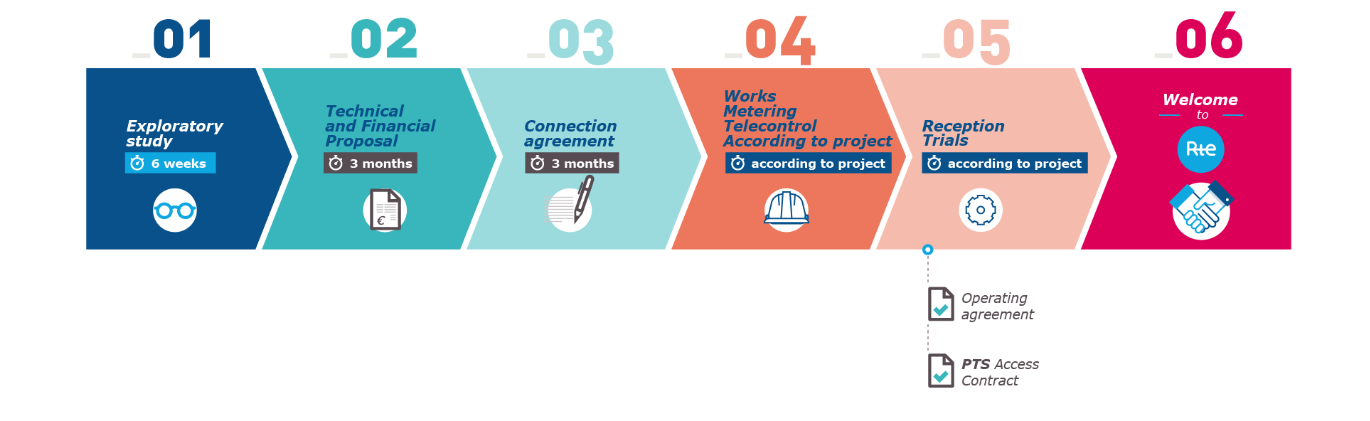 _01
Exploratory
study
6 weeks
_02
Technical
and Financial
Proposal
3 months
€
_03
Connection
agreement
3 months
_04
Works
Metering
Telecontrol
According to project
according to project
_05
Reception
Trials
according to project
Operating
agreement
PTS Access
Contract
_06
Welcome
to
Rte